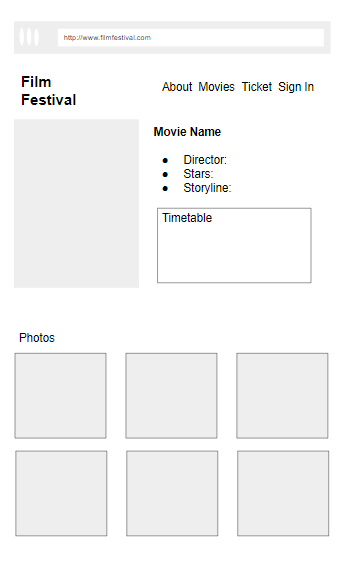 http://www.filmfestival.com
Film
Festival
About Movies Ticket Sign In
Movie Name
● Director:
● Stars:
● Storyline:
Timetable
Photos